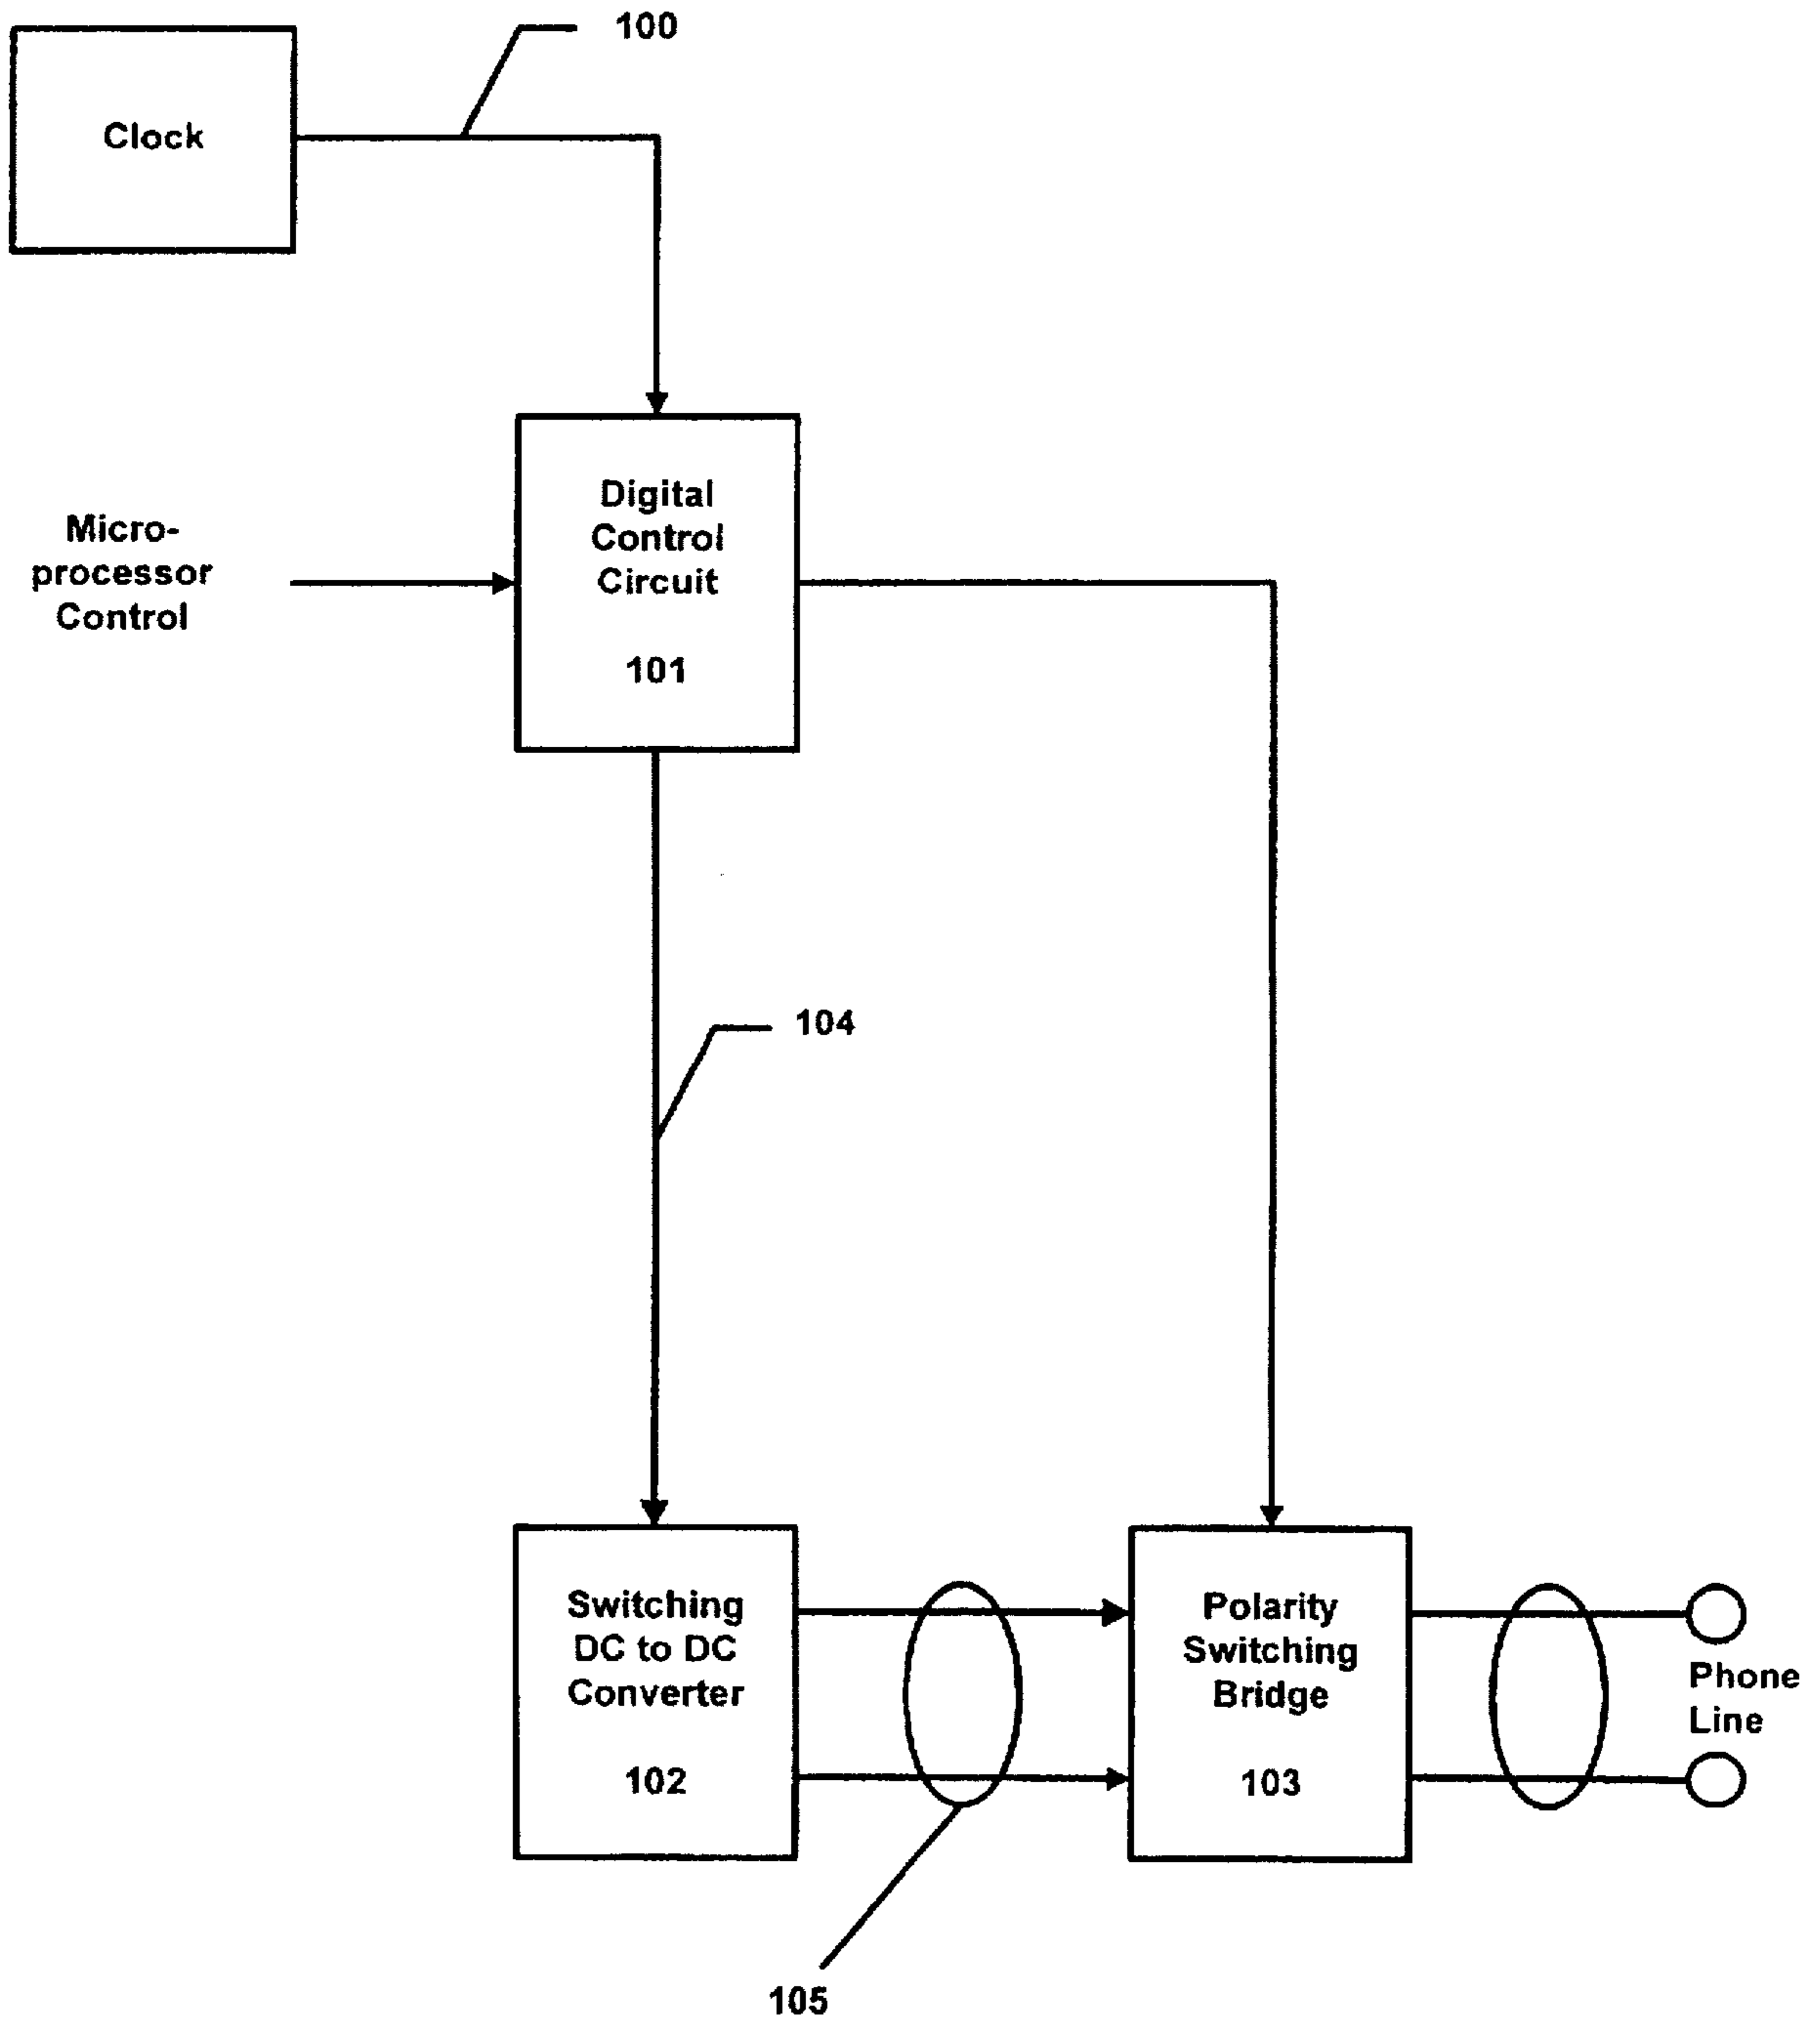 100
Clock
Digital
Control
Circuit
101
Micro-
processor
Control
104
Switching
DC to DC
Converter
102
Polarity
Switching
Bridge
103
Phone
Line
105